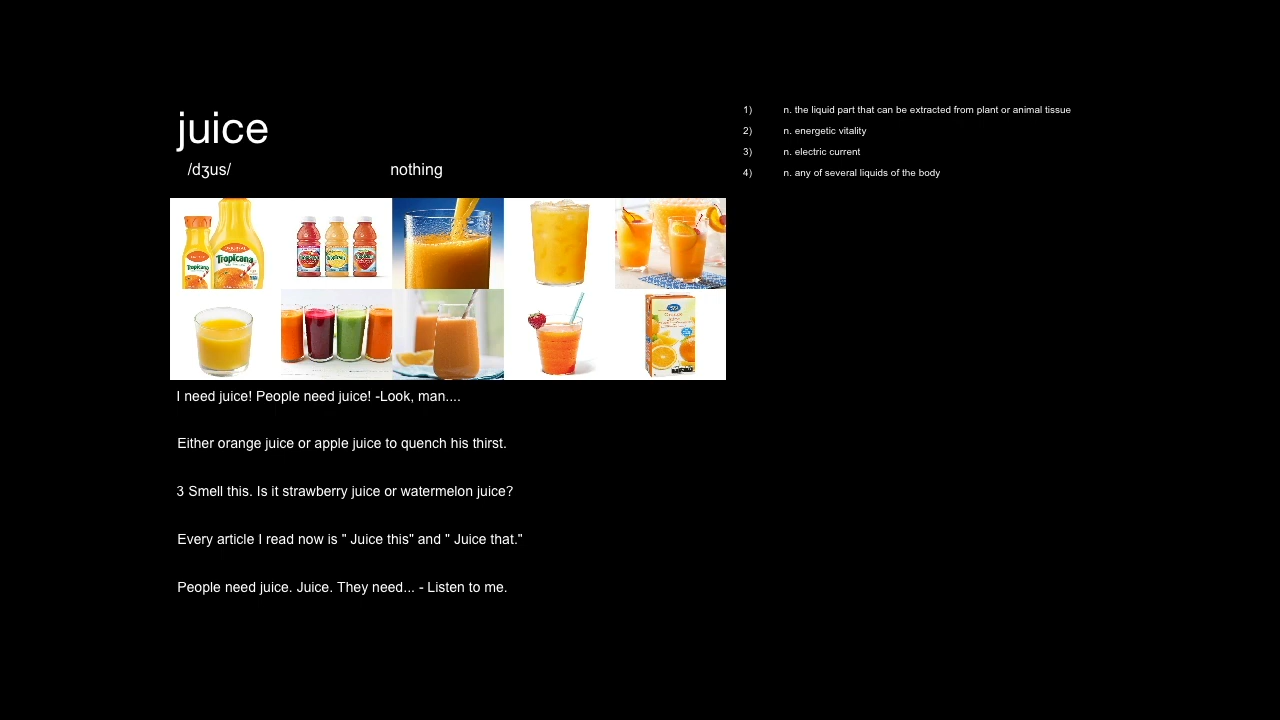 juice
/dʒus/ nothing
1) n. the liquid part that can be extracted from plant or animal tissue
2) n. energetic vitality
3) n. electric current
4) n. any of several liquids of the body
Tropicana
Tropicana
I need juice! People need juice! -Look, man....
Either orange juice or apple juice to quench his thirst.
3 Smell this. Is it strawberry juice or watermelon juice?
Every article I read now is " Juice this" and " Juice that."
People need juice. Juice. They need... - Listen to me.